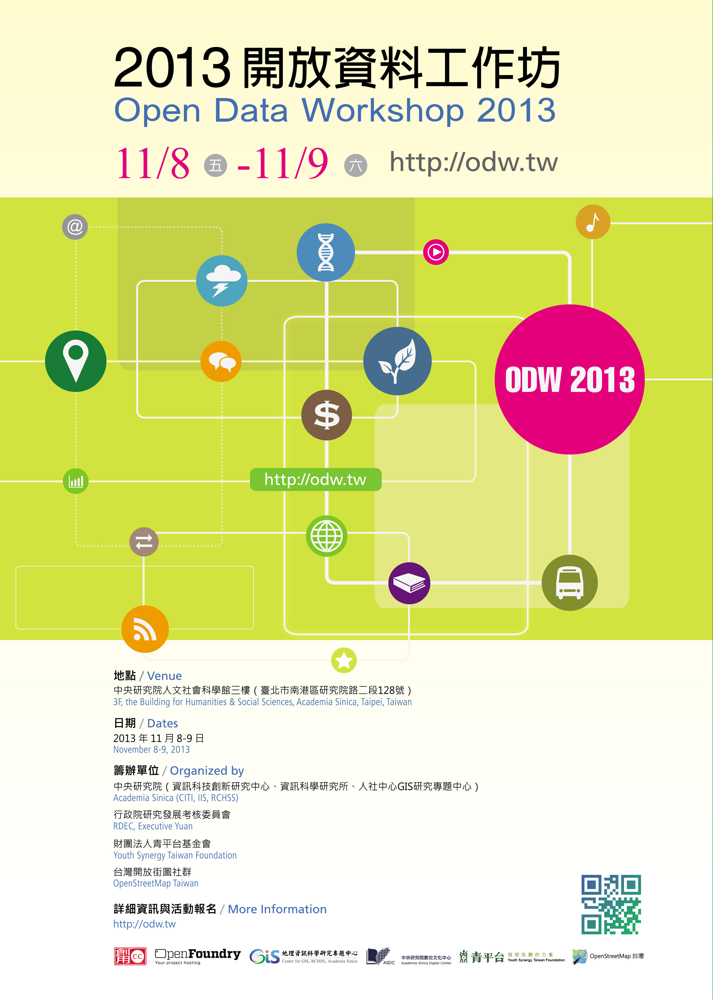 2013 開放資料工作坊
Open Data Workshop 2013
11/8 五 -11/9 六 http://odw.tw
@
ODW 2013
$
http://odw.tw
地點 / Venue
中央研究院人文社會科學館三樓 ( 臺北市南港區研究院路二段128號 )
3F, the Building for Humanities & Social Sciences, Academia Sinica, Taipei, Taiwan
日期 / Dates
2013 年 11 月 8-9 日
November 8-9, 2013
籌辦單位 / Organized by
中央研究院 ( 資訊科技創新研究中心、資訊科學研究所、人社中心GIS研究專題中心 )
Academia Sinica (CITI, IIS, RCHSS)
行政院研究發展考核委員會
RDEC, Executive Yuan
財團法人青平台基金會
Youth Synergy Taiwan Foundation
台灣開放街圖社群
OpenStreetMap Taiwan
詳細資訊與活動報名 / More Information
http://odw.tw
創用 CC
OpenFoundry
Your project hosting
GiS 地理資訊科學研究專題中心
Center for GIS, RCHSS, Academia Sinica
ASDC 中央研究院數位文化中心
Academia Sinica Digital Center
青平台 發現改變的力量
Youth Synergy Taiwan Foundation
OpenStreetMap 台灣